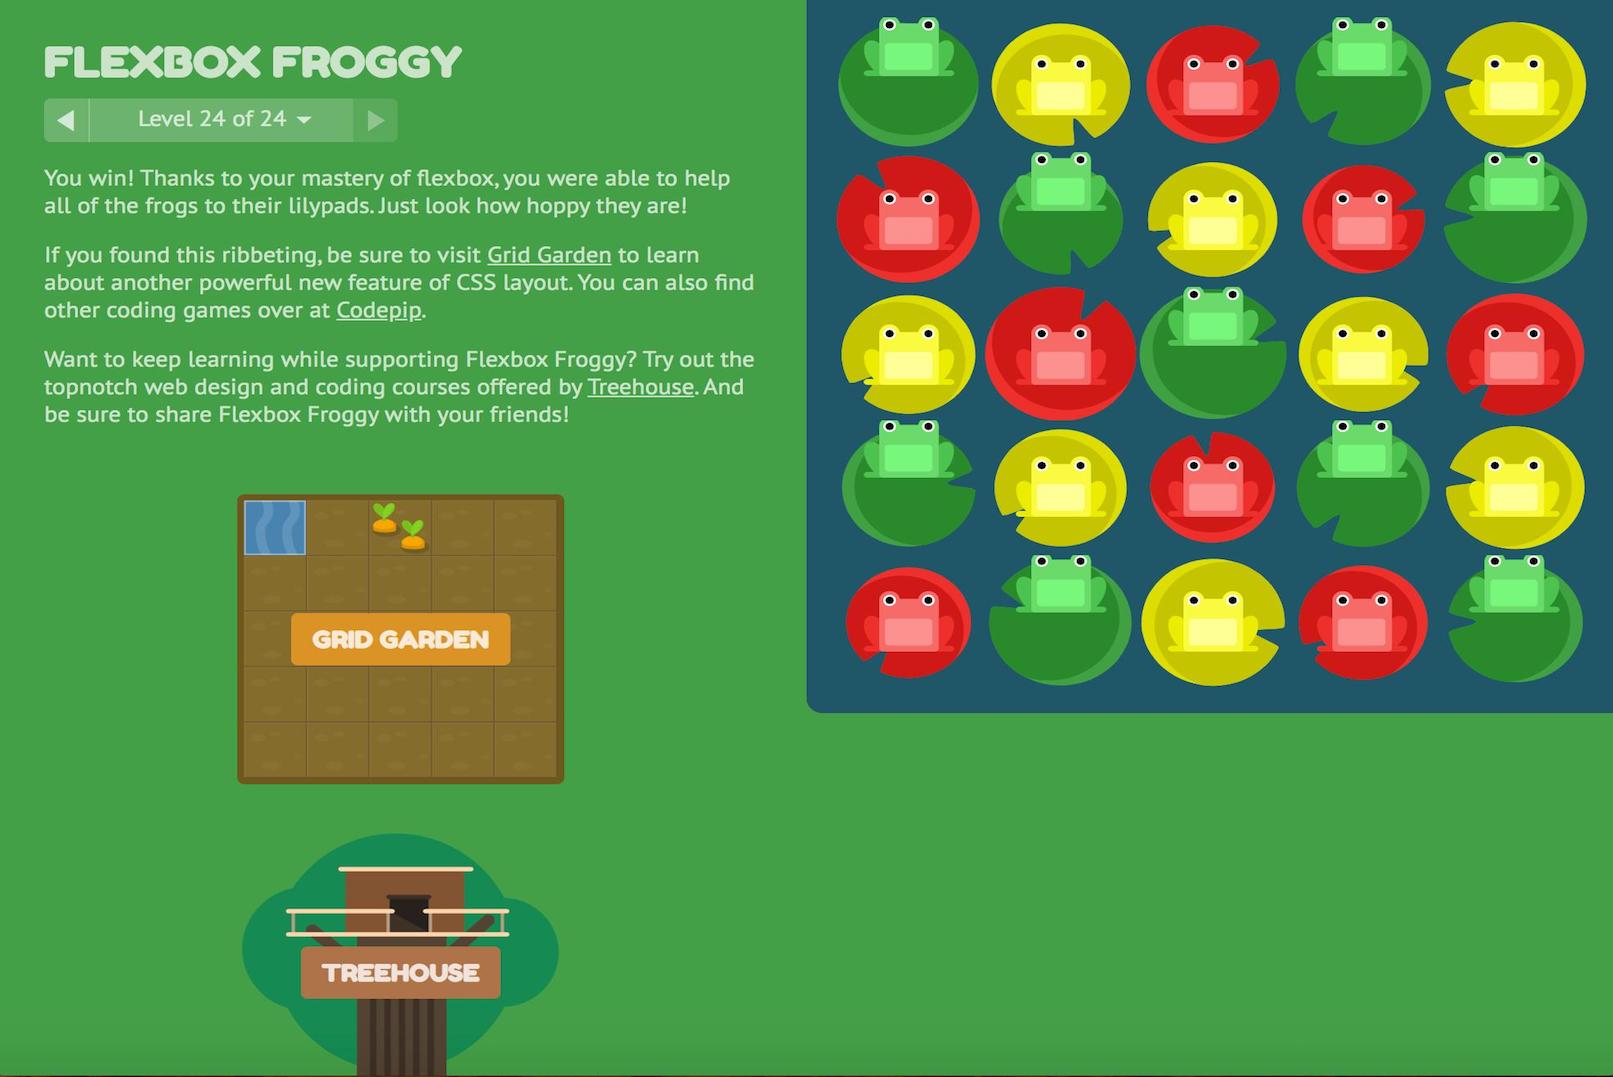 FLEXBOX FROGGY
Level 24 of 24
You win! Thanks to your mastery of flexbox, you were able to help
all of the frogs to their lilypads. Just look how hoppy they are!
If you found this ribbeting, be sure to visit Grid Garden to learn
about another powerful new feature of CSS layout. You can also find
other coding games over at Codepip.
Want to keep learning while supporting Flexbox Froggy? Try out the
topnotch web design and coding courses offered by Treehouse. And
be sure to share Flexbox Froggy with your friends!
GRID GARDEN
TREEHOUSE